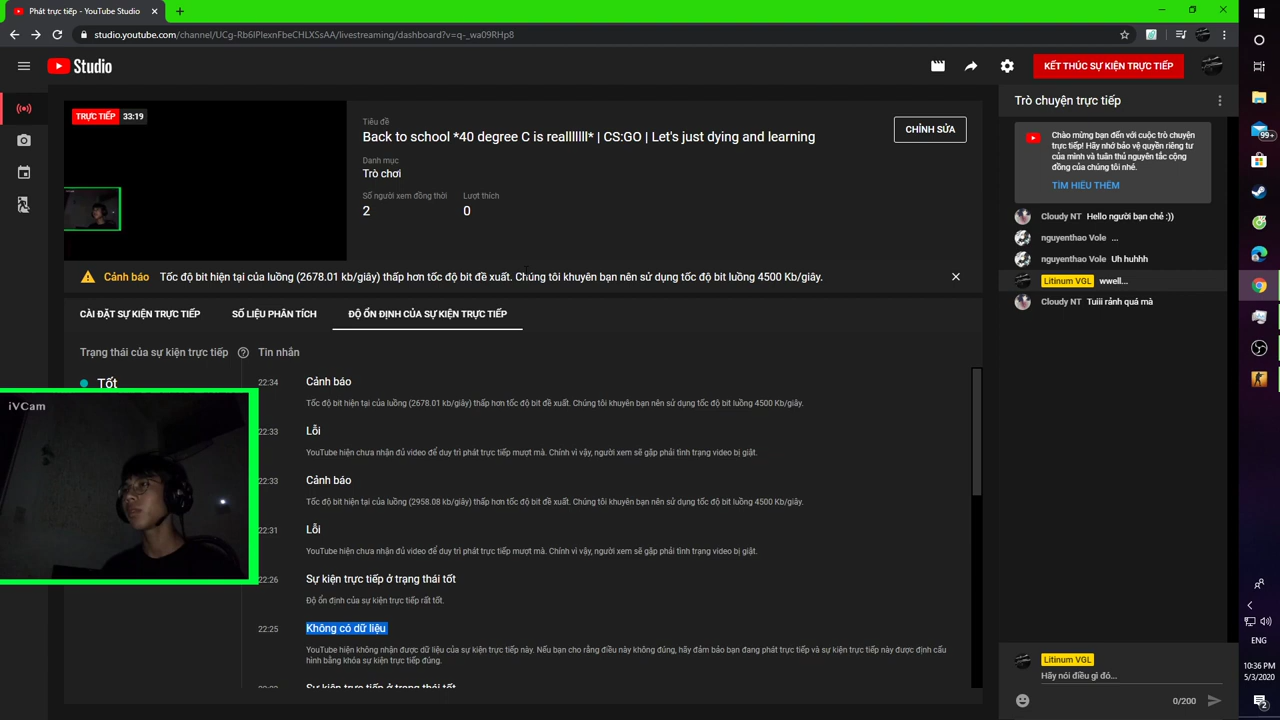 Phát trực tiếp - YouTube Studio
studio.youtube.com/channel/UCg-Rb6IPIexnFbeCHLXSsAA/livestreaming/dashboard?v=q-_wa09RHp8
Studio
KẾT THÚC SỰ KIỆN TRỰC TIẾP
TRỰC TIẾP 33:19
Tiêu đề
Back to school *40 degree C is realllllll* | CS:GO | Let's just dying and learning
CHỈNH SỬA
Danh mục
Trò chơi
Số người xem đồng thời
Lượt thích
2
0
Cảnh báo Tốc độ bit hiện tại của luồng (2678.01 kb/giây) thấp hơn tốc độ bit đề xuất. Chúng tôi khuyên bạn nên sử dụng tốc độ bit luồng 4500 Kb/giây.
CÀI ĐẶT SỰ KIỆN TRỰC TIẾP
SỐ LIỆU PHÂN TÍCH
ĐỘ ỔN ĐỊNH CỦA SỰ KIỆN TRỰC TIẾP
Trạng thái của sự kiện trực tiếp
Tin nhắn
Tốt
iVCam
22:34 Cảnh báo
Tốc độ bit hiện tại của luồng (2678.01 kb/giây) thấp hơn tốc độ bit đề xuất. Chúng tôi khuyên bạn nên sử dụng tốc độ bit luồng 4500 Kb/giây.
22:33 Lỗi
YouTube hiện chưa nhận đủ video để duy trì phát trực tiếp mượt mà. Chính vì vậy, người xem sẽ gặp phải tình trạng video bị giật.
22:33 Cảnh báo
Tốc độ bit hiện tại của luồng (2958.08 kb/giây) thấp hơn tốc độ bit đề xuất. Chúng tôi khuyên bạn nên sử dụng tốc độ bit luồng 4500 Kb/giây.
22:31 Lỗi
YouTube hiện chưa nhận đủ video để duy trì phát trực tiếp mượt mà. Chính vì vậy, người xem sẽ gặp phải tình trạng video bị giật.
22:26 Sự kiện trực tiếp ở trạng thái tốt
Độ ổn định của sự kiện trực tiếp rất tốt.
22:25 Không có dữ liệu
YouTube hiện không nhận được dữ liệu của sự kiện trực tiếp này. Nếu bạn cho rằng điều này không đúng, hãy đảm bảo bạn đang phát trực tiếp và sự kiện trực tiếp này được định cấu
hình bằng khóa sự kiện trực tiếp đúng.
Sự kiện trực tiếp ở trạng thái tốt
Trò chuyện trực tiếp
Chào mừng bạn đến với cuộc trò chuyện
trực tiếp! Hãy nhớ bảo vệ quyền riêng tư
của mình và tuân thủ nguyên tắc cộng
đồng của chúng tôi nhé.
TÌM HIỂU THÊM
Cloudy NT Hello người bạn chẻ :))
nguyenthao Vole ...
nguyenthao Vole Uh huhhh
Litinum VGL wwell...
Cloudy NT Tuiii rảnh quá mà
Litinum VGL
Hãy nói điều gì đó...
0/200
99+
ENG
10:36 PM
5/3/2020
2